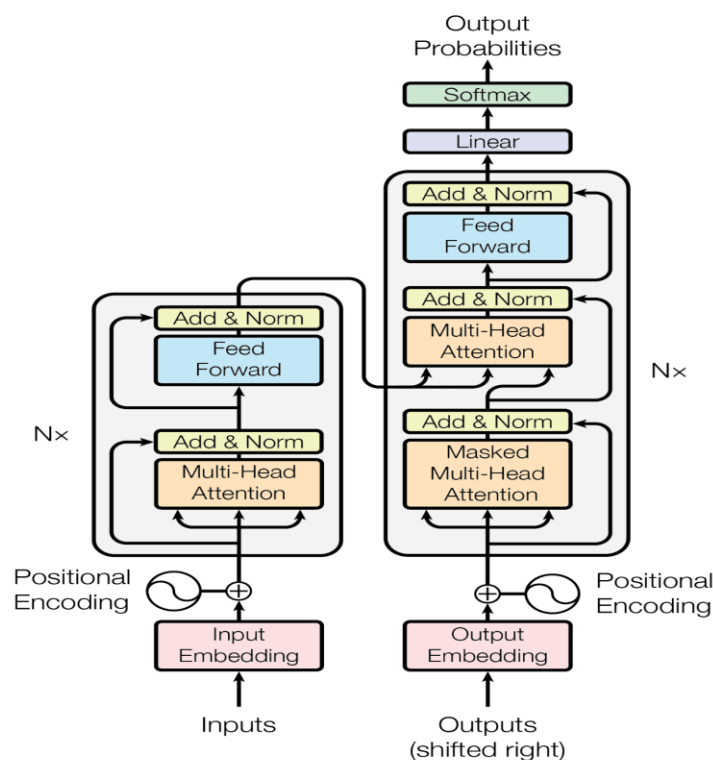 Output
Probabilities
Softmax
Linear
Add & Norm
Feed
Forward
Add & Norm
Multi-Head
Attention
Add & Norm
Masked
Multi-Head
Attention
N×
Positional
Encoding
Output
Embedding
Outputs
(shifted right)
Add & Norm
Feed
Forward
Add & Norm
Multi-Head
Attention
N×
Positional
Encoding
Input
Embedding
Inputs